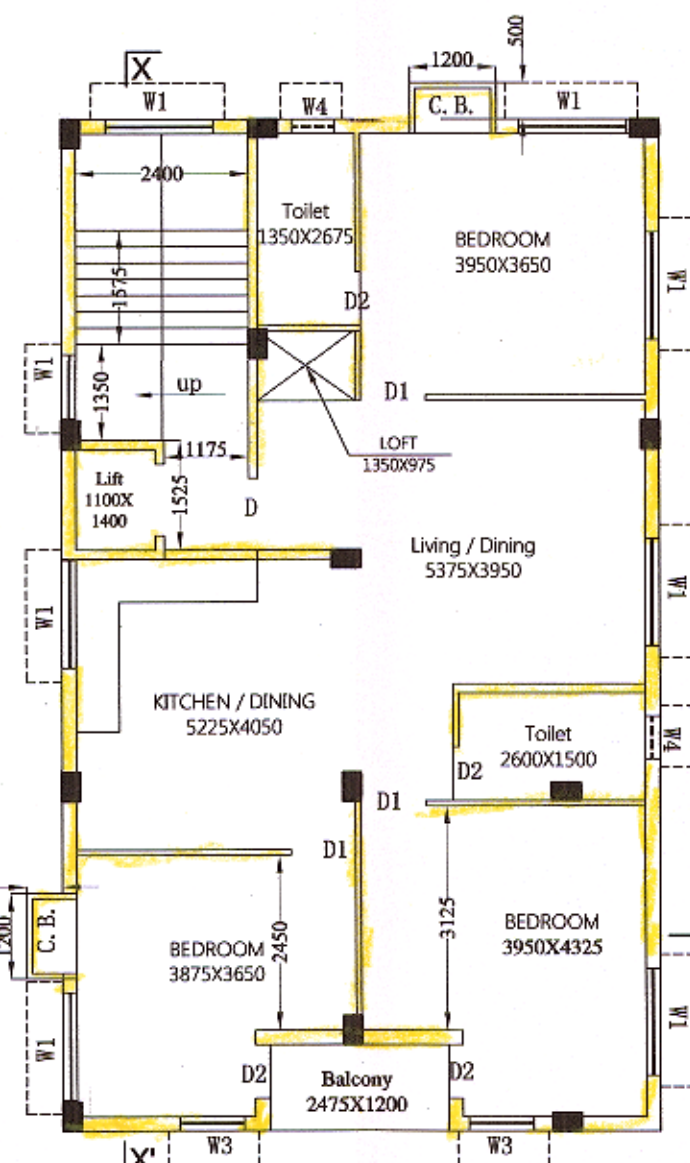 500
X
1200
W1
W4
C. B.
W1
2400
Toilet
1350X2675
BEDROOM
3950X3650
1575
W1
D2
W1
1350
up
D1
LOFT
1350X975
1175
Lift
1100X
1400
1525
D
Living / Dining
5375X3950
W1
W1
KITCHEN / DINING
5225X4050
Toilet
2600X1500
W4
D2
D1
D1
3125
2450
BEDROOM
3950X4325
1200
C. B.
BEDROOM
3875X3650
W1
W1
D2
Balcony
2475X1200
D2
W3
W3
X'